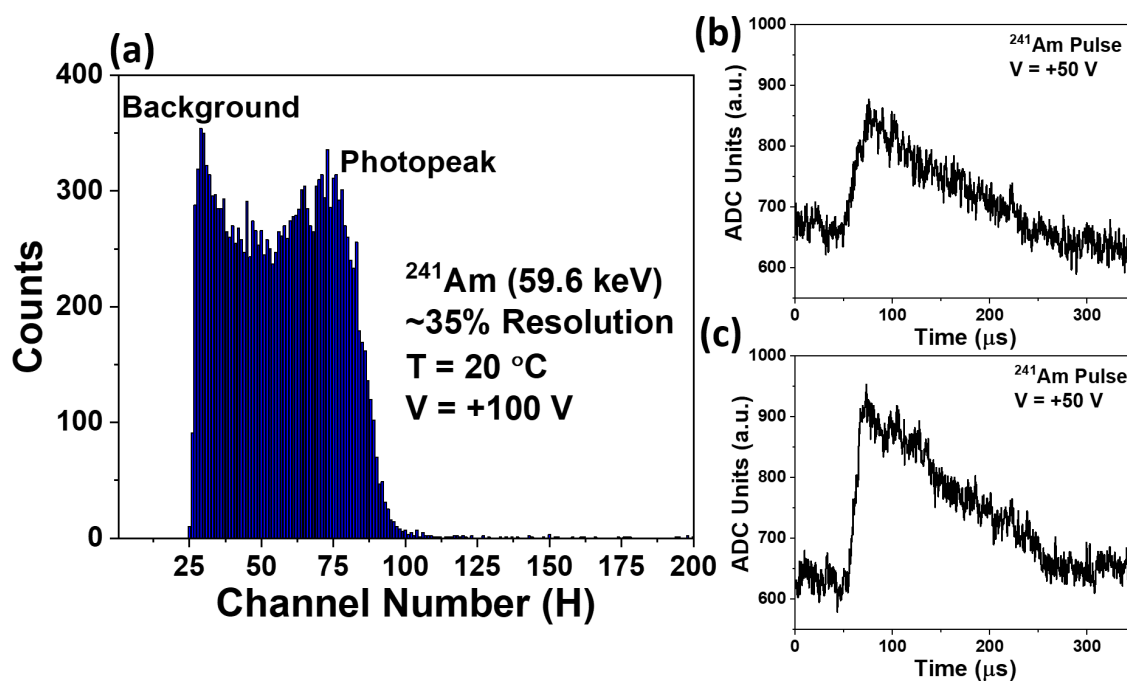 (a)
400
300
200
100
0
Counts
Background
Photopeak
²⁴¹Am (59.6 keV)
~35% Resolution
T = 20 °C
V = +100 V
25 50 75 100 125 150 175 200
Channel Number (H)
(b)
1000
900
800
700
600
ADC Units (a.u.)
²⁴¹Am Pulse
V = +50 V
0 100 200 300
Time (μs)
(c)
1000
900
800
700
600
ADC Units (a.u.)
²⁴¹Am Pulse
V = +50 V
0 100 200 300
Time (μs)